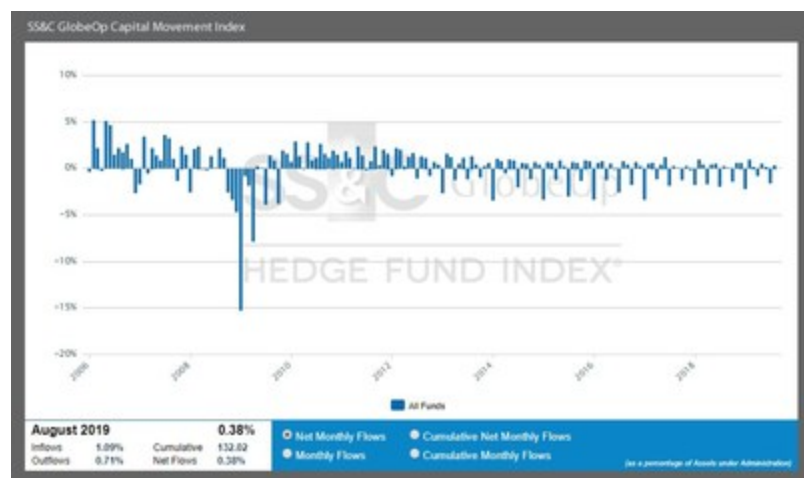 SS&C GlobeOp Capital Movement Index
10%
5%
0%
-5%
-10%
-15%
-20%
SS&C GlobeOp
HEDGE FUND INDEX®
2006 2008 2010 2012 2014 2016 2018
All Funds
August 2019 0.38%
Inflows 1.09% Cumulative 132.02
Outflows 0.71% Net Flows 0.38%
Net Monthly Flows Cumulative Net Monthly Flows
Monthly Flows Cumulative Monthly Flows
(as a percentage of Assets under Administration)